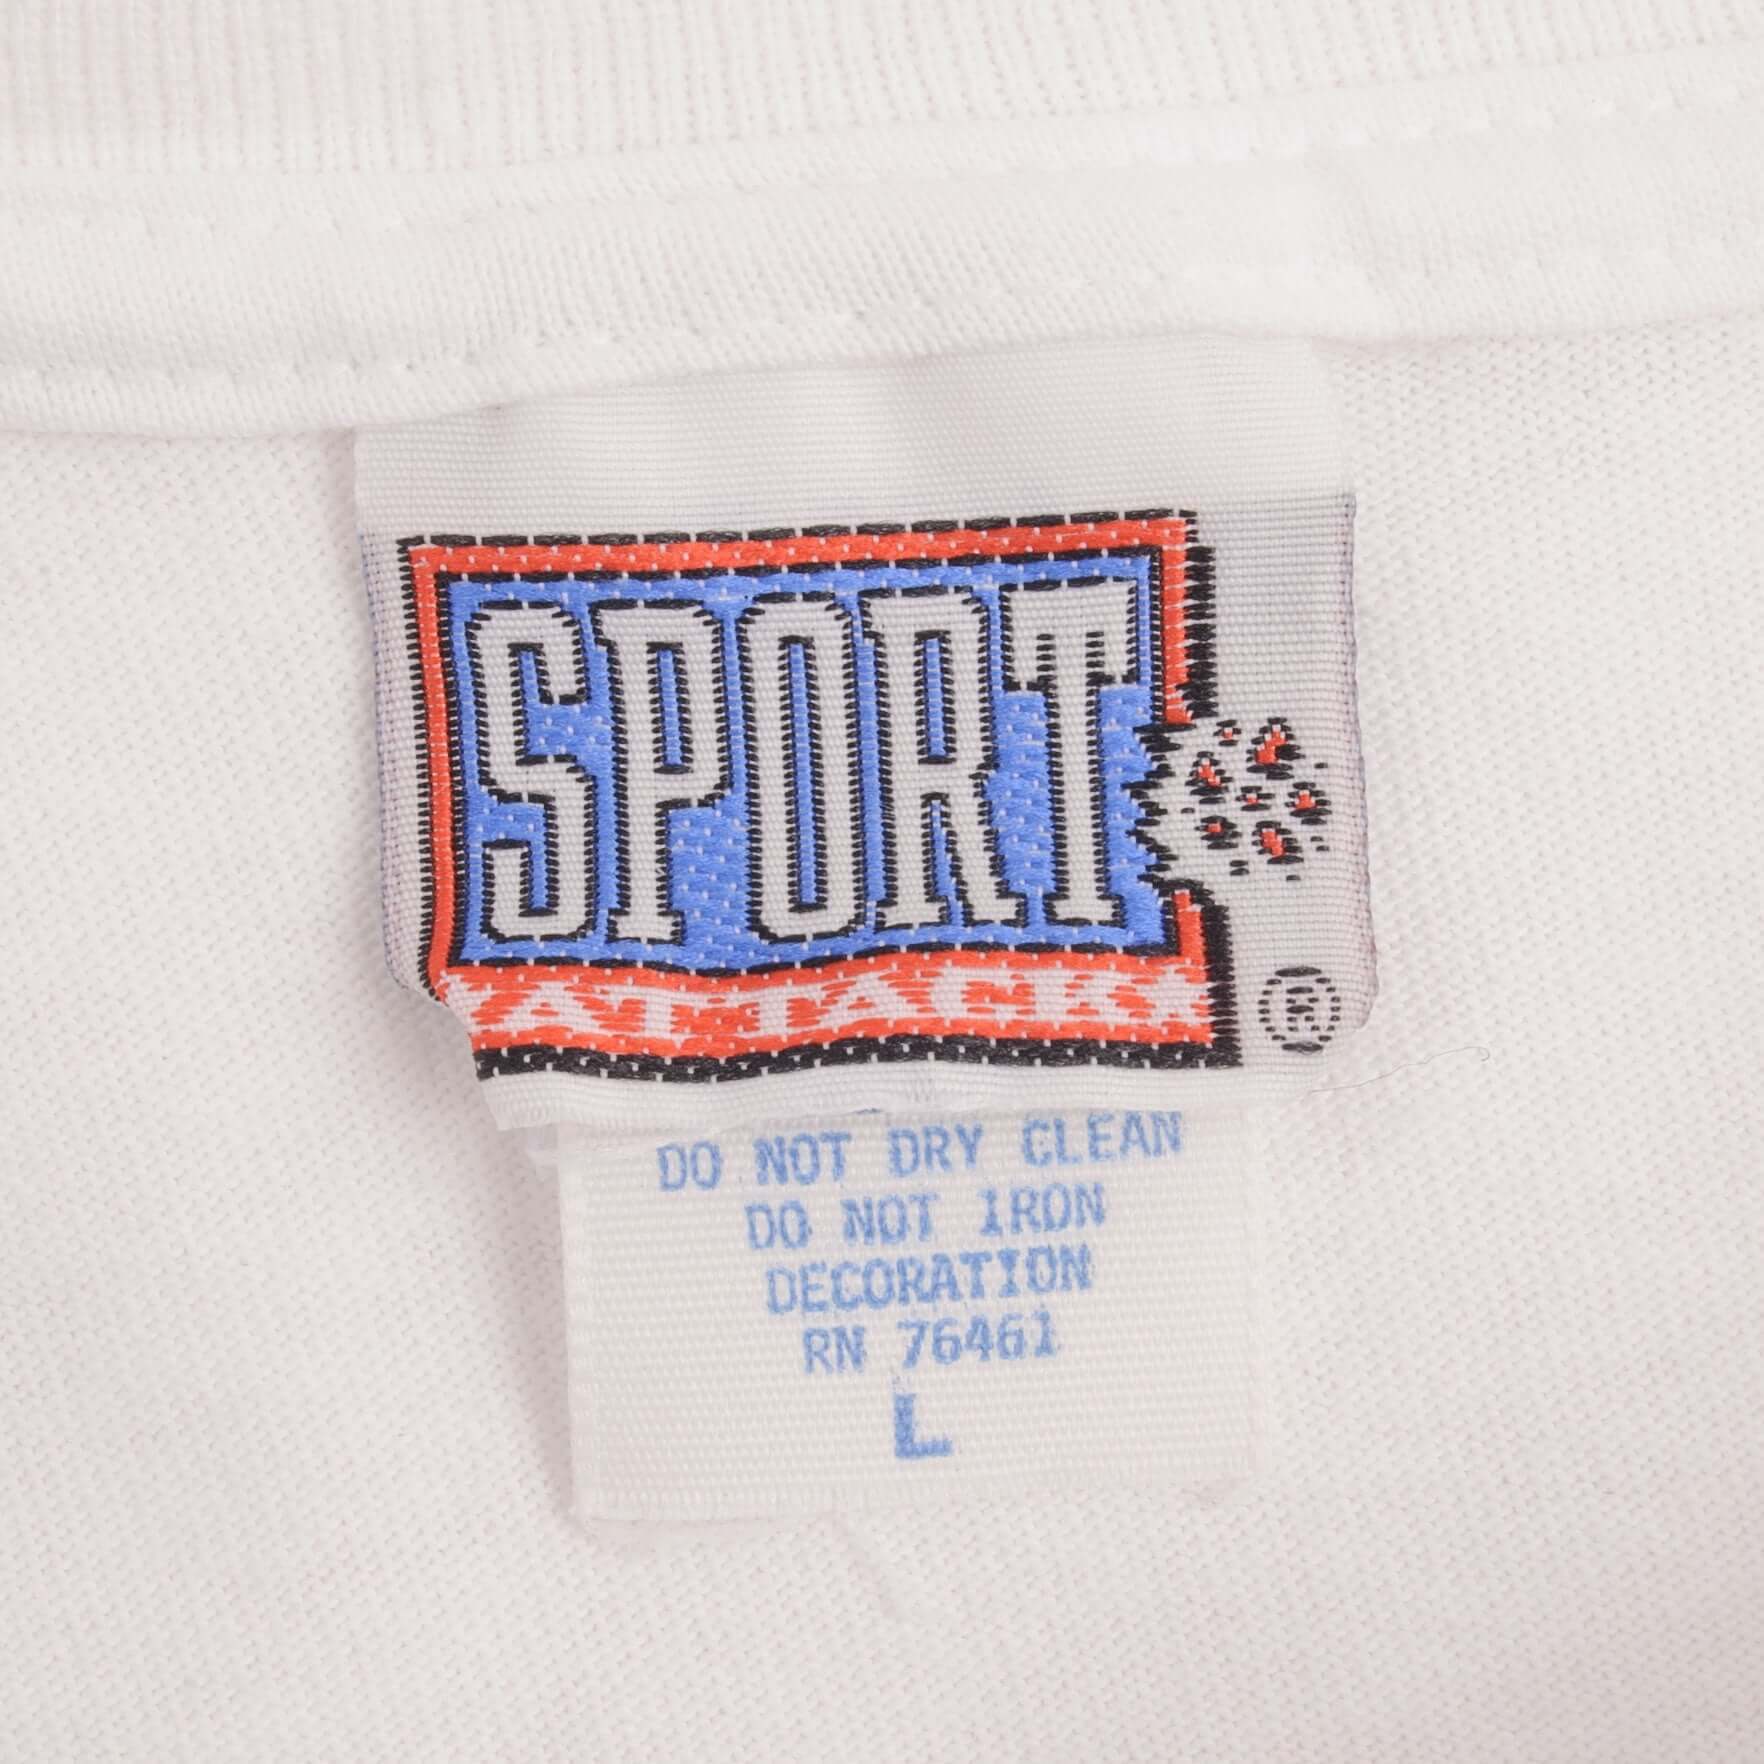 SPORT
ATTACK
®
DO NOT DRY CLEAN
DO NOT IRON
DECORATION
RN 76461
L